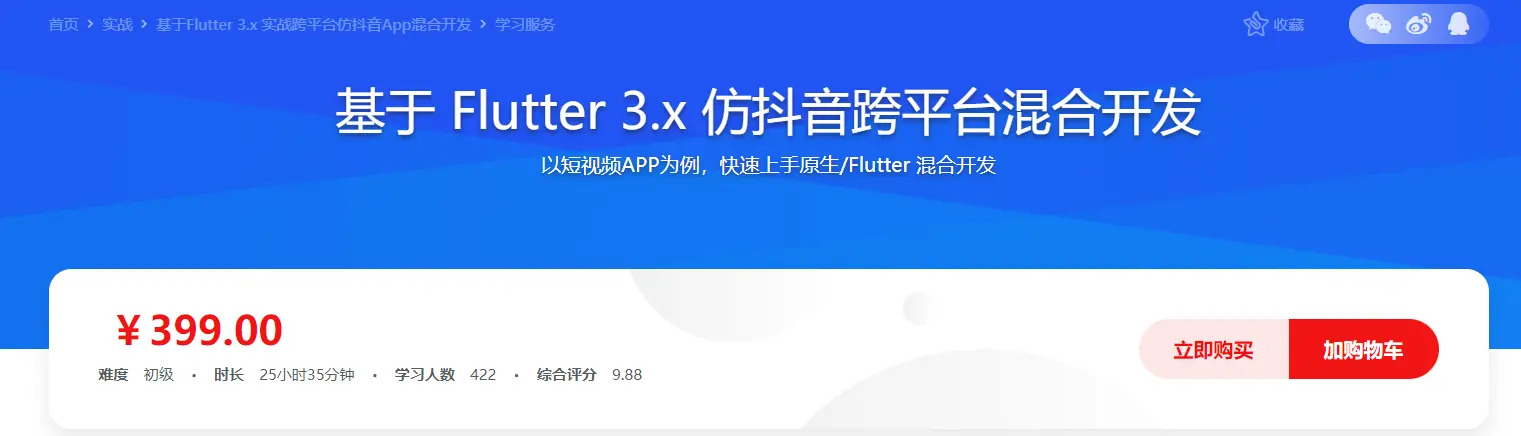 首页 > 实战 > 基于Flutter 3.x 实战跨平台仿抖音App混合开发 > 学习服务
收藏
基于 Flutter 3.x 仿抖音跨平台混合开发
以短视频APP为例，快速上手原生/Flutter 混合开发
￥399.00
难度 初级 · 时长 25小时35分钟 · 学习人数 422 · 综合评分 9.88
立即购买 加购物车